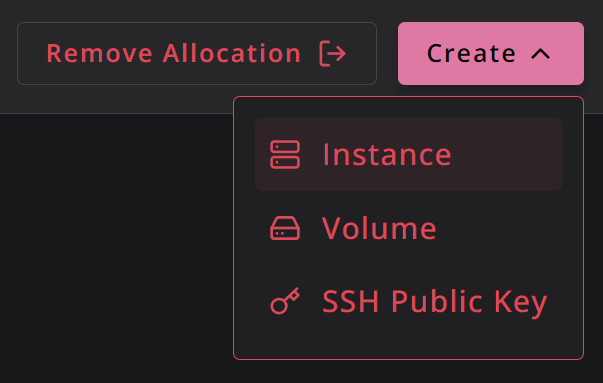 Remove Allocation
Create
Instance
Volume
SSH Public Key